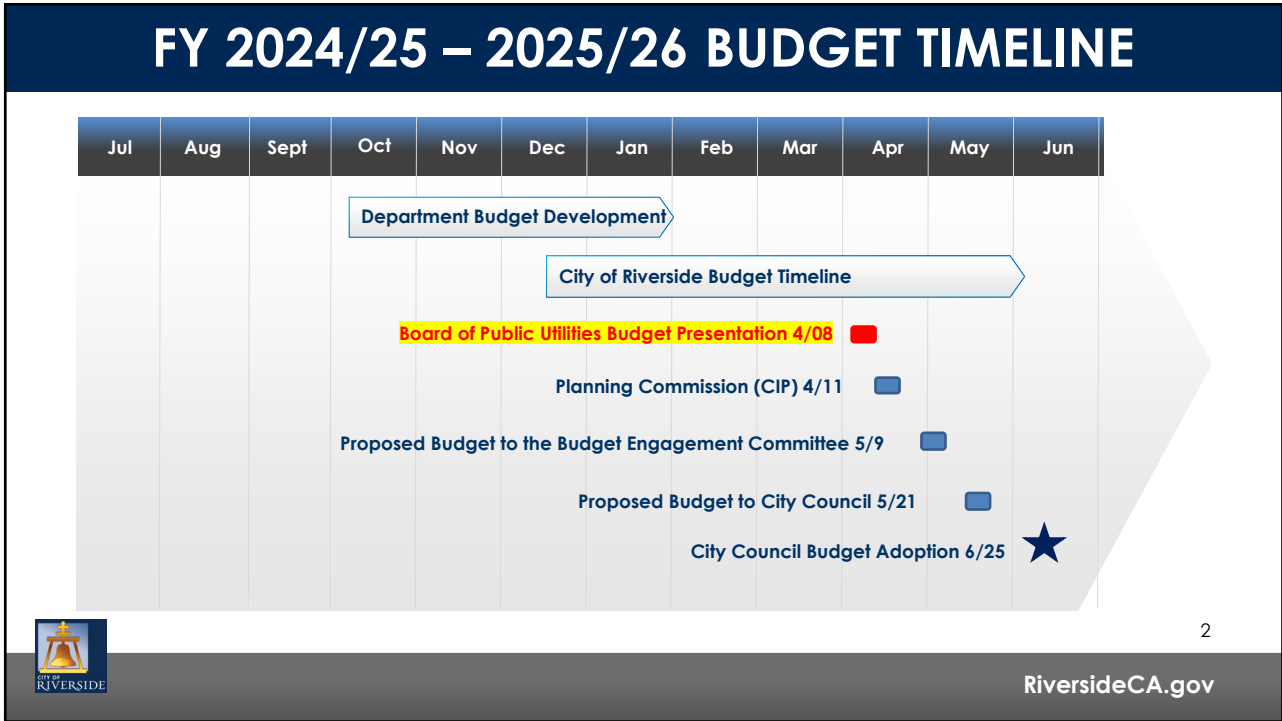 FY 2024/25 – 2025/26 BUDGET TIMELINE
Jul Aug Sept Oct Nov Dec Jan Feb Mar Apr May Jun
Department Budget Development
City of Riverside Budget Timeline
Board of Public Utilities Budget Presentation 4/08
Planning Commission (CIP) 4/11
Proposed Budget to the Budget Engagement Committee 5/9
Proposed Budget to City Council 5/21
City Council Budget Adoption 6/25
2
CITY OF
RIVERSIDE
RiversideCA.gov